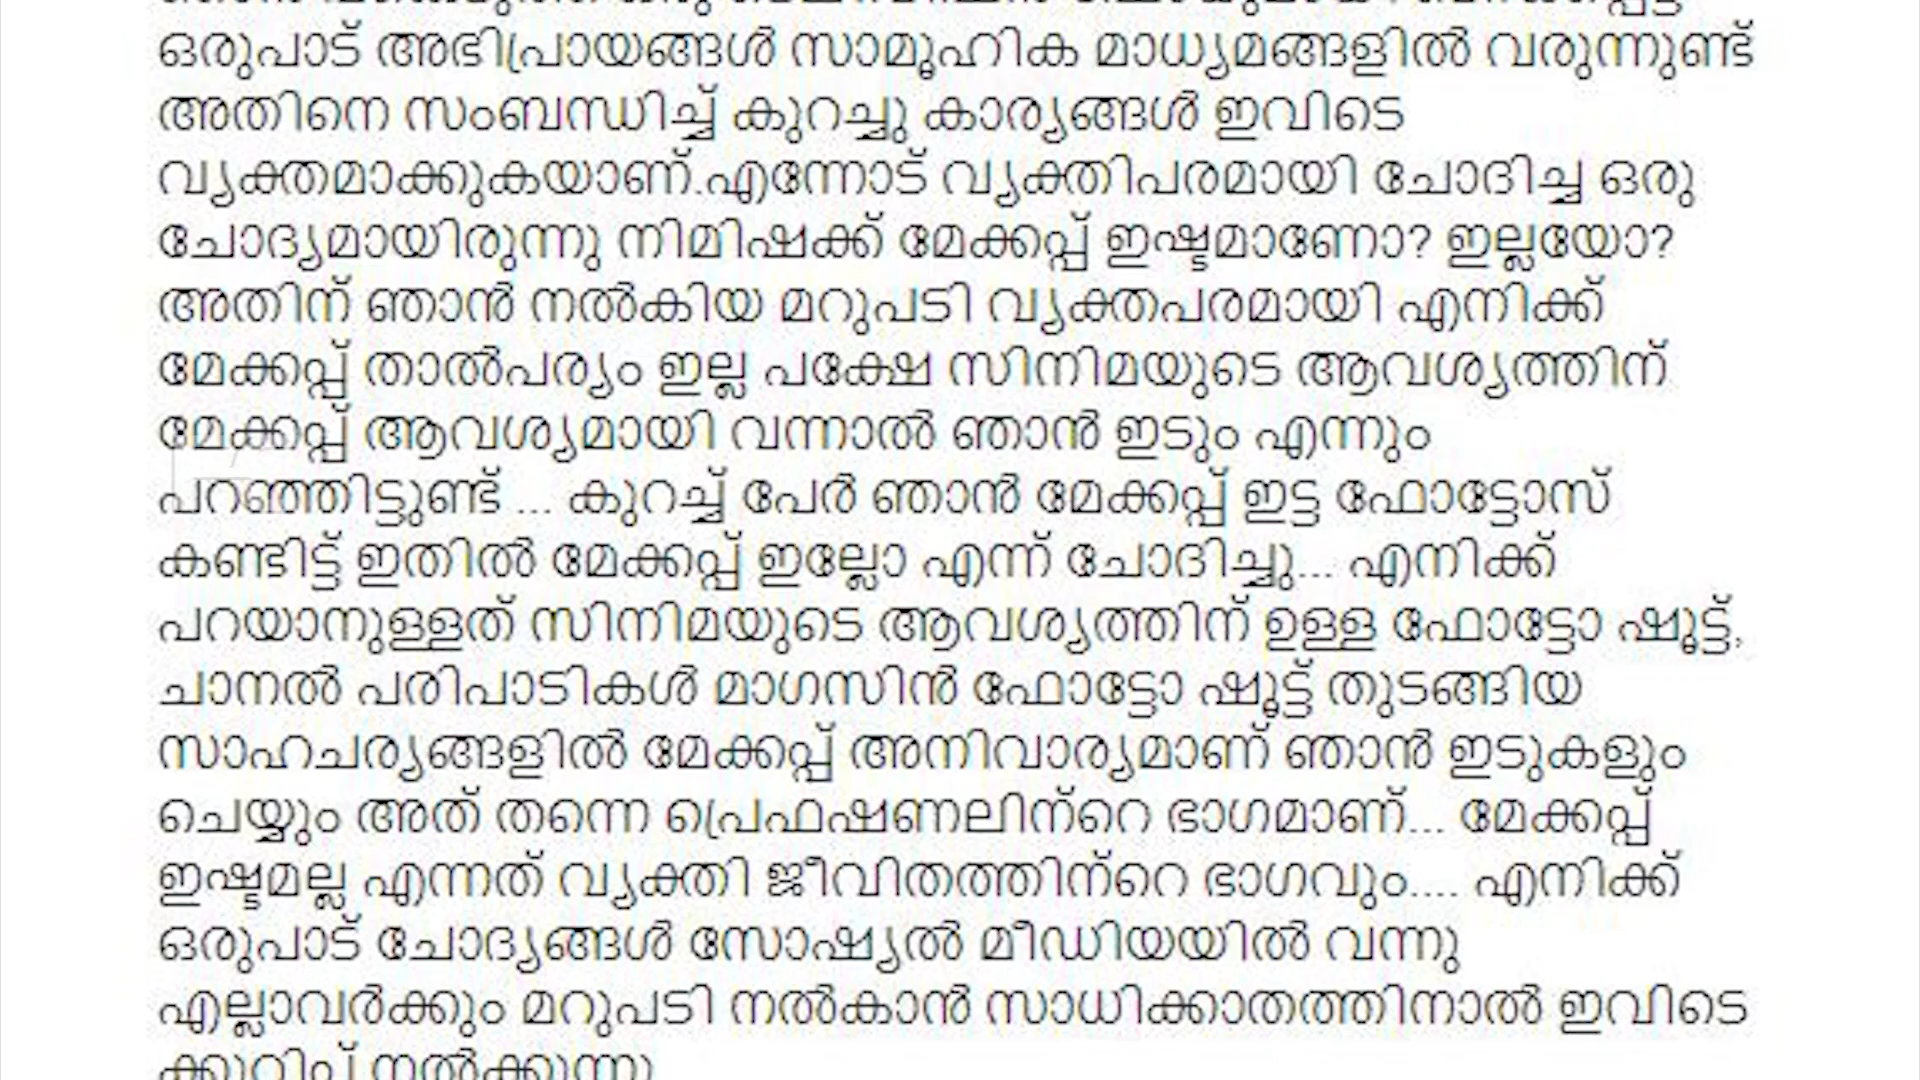 ഒരുപാട് അഭിപ്രായങ്ങൾ സാമൂഹിക മാധ്യമങ്ങളിൽ വരുന്നുണ്ട്
അതിനെ സംബന്ധിച്ച് കുറച്ചു കാര്യങ്ങൾ ഇവിടെ
വ്യക്തമാക്കുകയാണ്.എന്നോട് വ്യക്തിപരമായി ചോദിച്ച ഒരു
ചോദ്യമായിരുന്നു നിമിഷക്ക് മേക്കപ്പ് ഇഷ്ടമാണോ? ഇല്ലയോ?
അതിന് ഞാൻ നൽകിയ മറുപടി വ്യക്തപരമായി എനിക്ക്
മേക്കപ്പ് താൽപര്യം ഇല്ല പക്ഷേ സിനിമയുടെ ആവശ്യത്തിന്
മേക്കപ്പ് ആവശ്യമായി വന്നാൽ ഞാൻ ഇടും എന്നും
പറഞ്ഞിട്ടുണ്ട് ... കുറച്ച് പേർ ഞാൻ മേക്കപ്പ് ഇട്ട ഫോട്ടോസ്
കണ്ടിട്ട് ഇതിൽ മേക്കപ്പ് ഇല്ലോ എന്ന് ചോദിച്ചു... എനിക്ക്
പറയാനുള്ളത് സിനിമയുടെ ആവശ്യത്തിന് ഉള്ള ഫോട്ടോ ഷൂട്ട്,
ചാനൽ പരിപാടികൾ മാഗസിൻ ഫോട്ടോ ഷൂട്ട് തുടങ്ങിയ
സാഹചര്യങ്ങളിൽ മേക്കപ്പ് അനിവാര്യമാണ് ഞാൻ ഇടുകളും
ചെയ്യും അത് തന്നെ പ്രെഫഷണലിന്റെ ഭാഗമാണ്... മേക്കപ്പ്
ഇഷ്ടമല്ല എന്നത് വ്യക്തി ജീവിതത്തിന്റെ ഭാഗവും.... എനിക്ക്
ഒരുപാട് ചോദ്യങ്ങൾ സോഷ്യൽ മീഡിയയിൽ വന്നു
എല്ലാവർക്കും മറുപടി നൽകാൻ സാധിക്കാതത്തിനാൽ ഇവിടെ
ക്കുറിപ്പ് നൽക്കുന്നു